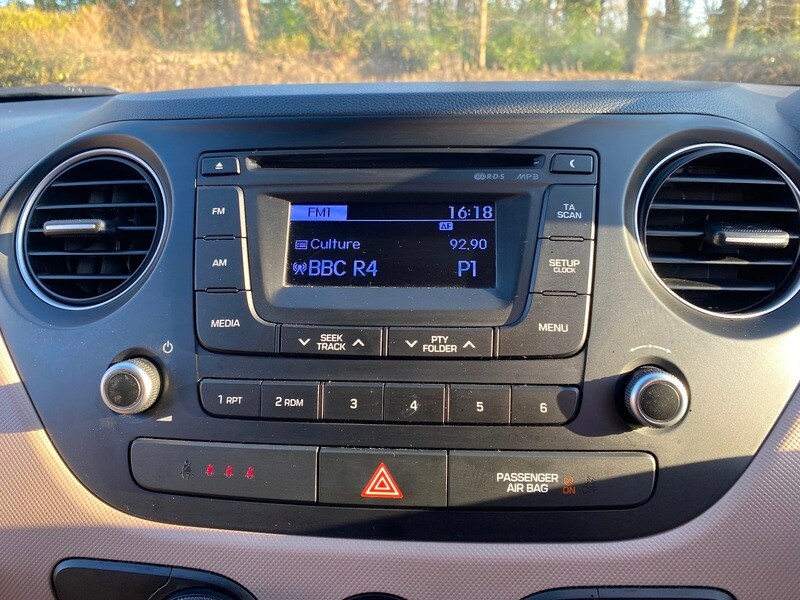 R·D·S MP3
FM
FM1 16:18
TA
SCAN
AF
Culture 92,90
AM
BBC R4 P1
SETUP
CLOCK
MEDIA
SEEK
TRACK
PTY
FOLDER
MENU
1 RPT 2 RDM 3 4 5 6
PASSENGER
AIR BAG ON